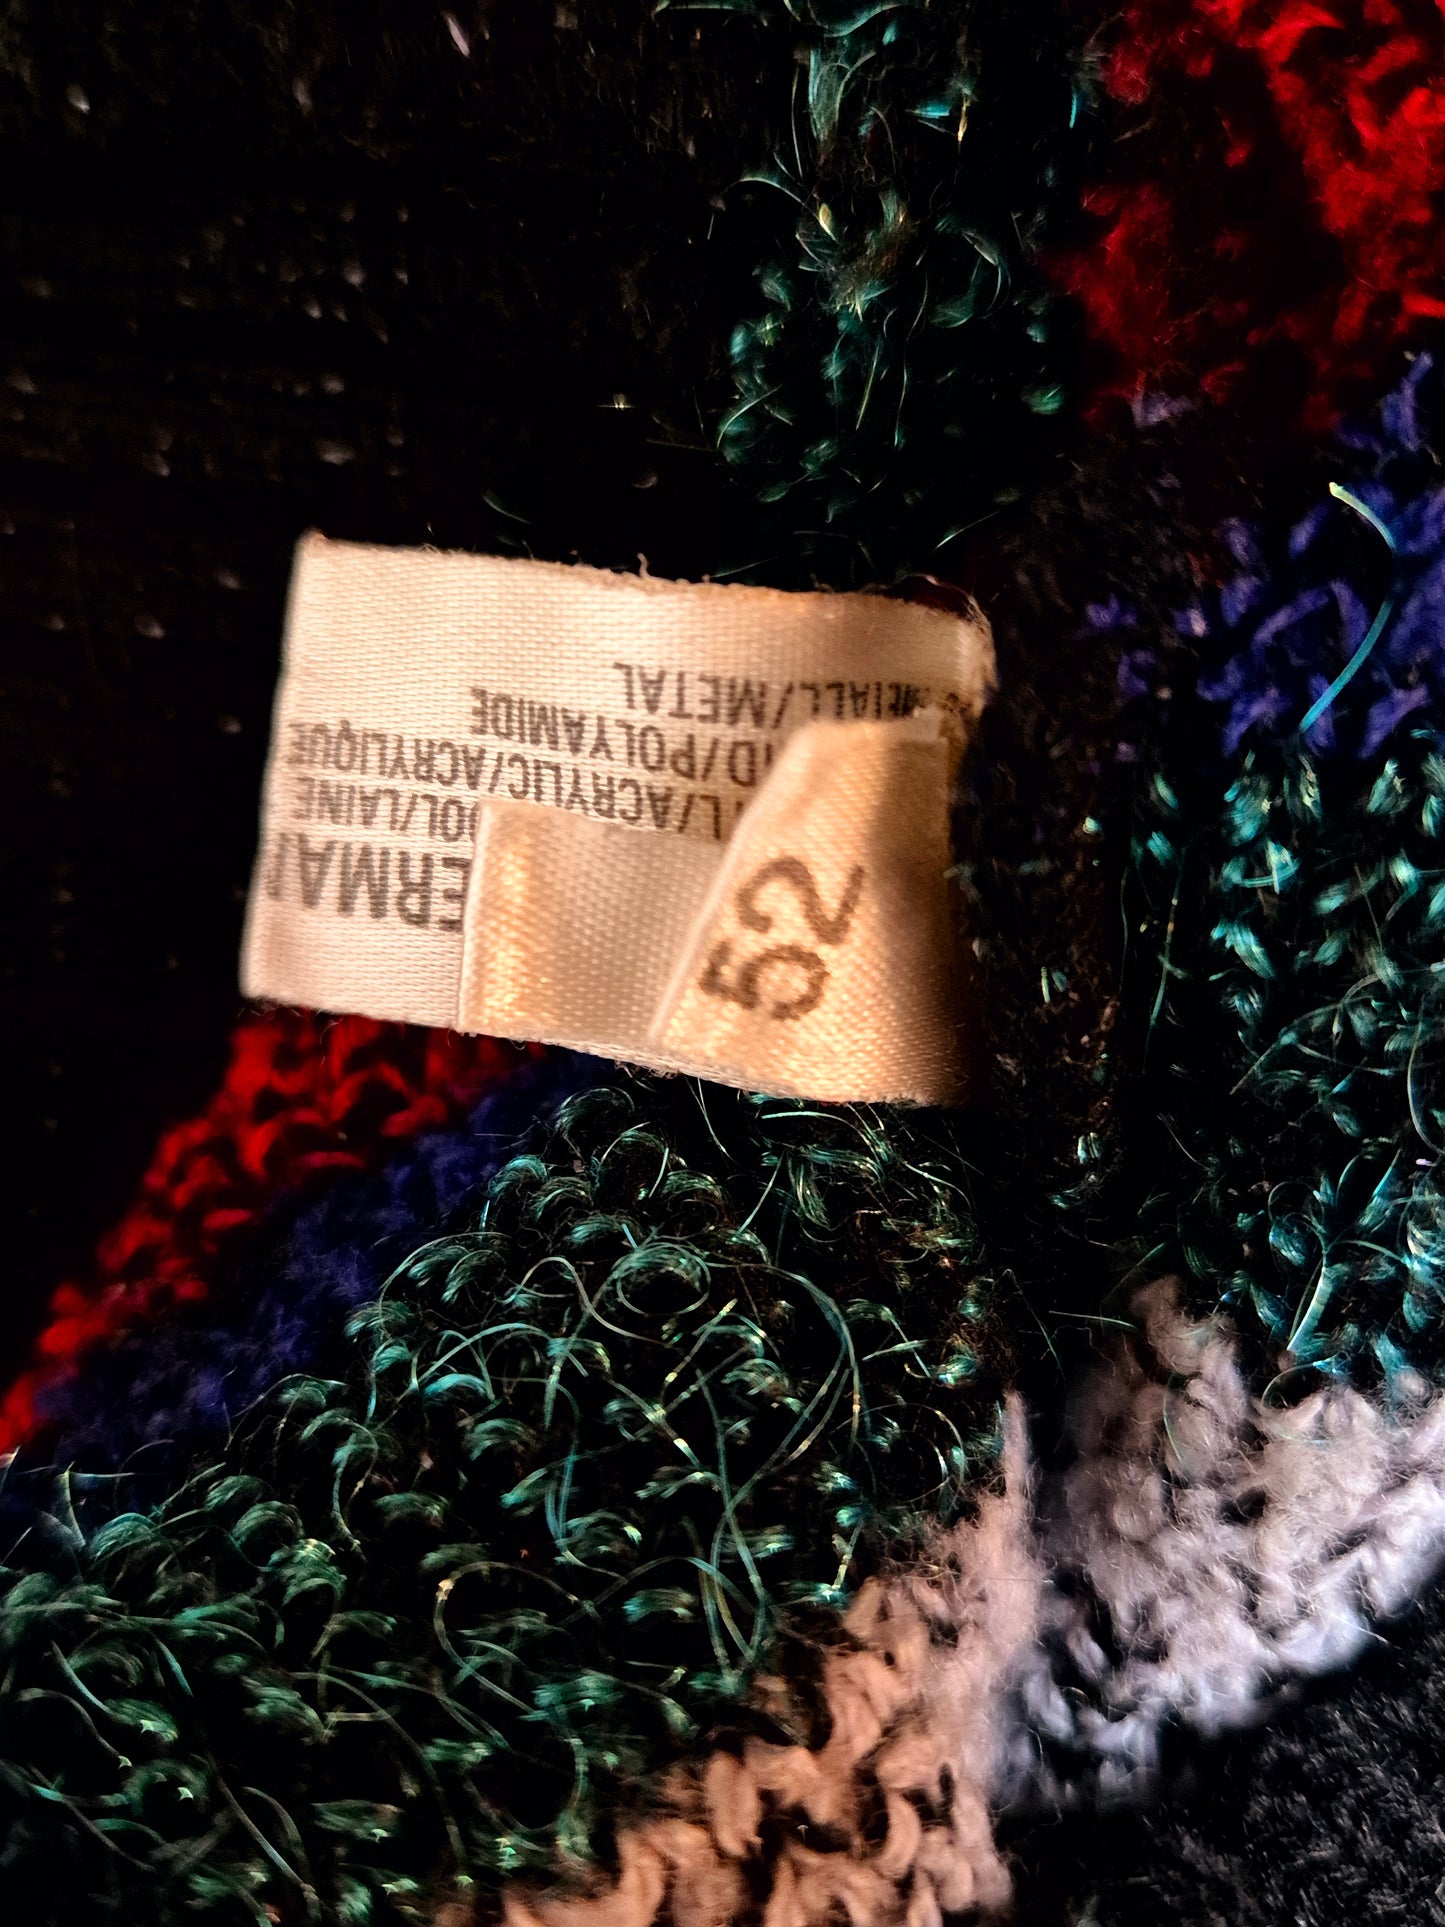 ERMA
OOL/LAINE
L/ACRYLIC/ACRYLIQUE
ID/POLYAMIDE
METALL/METAL
52